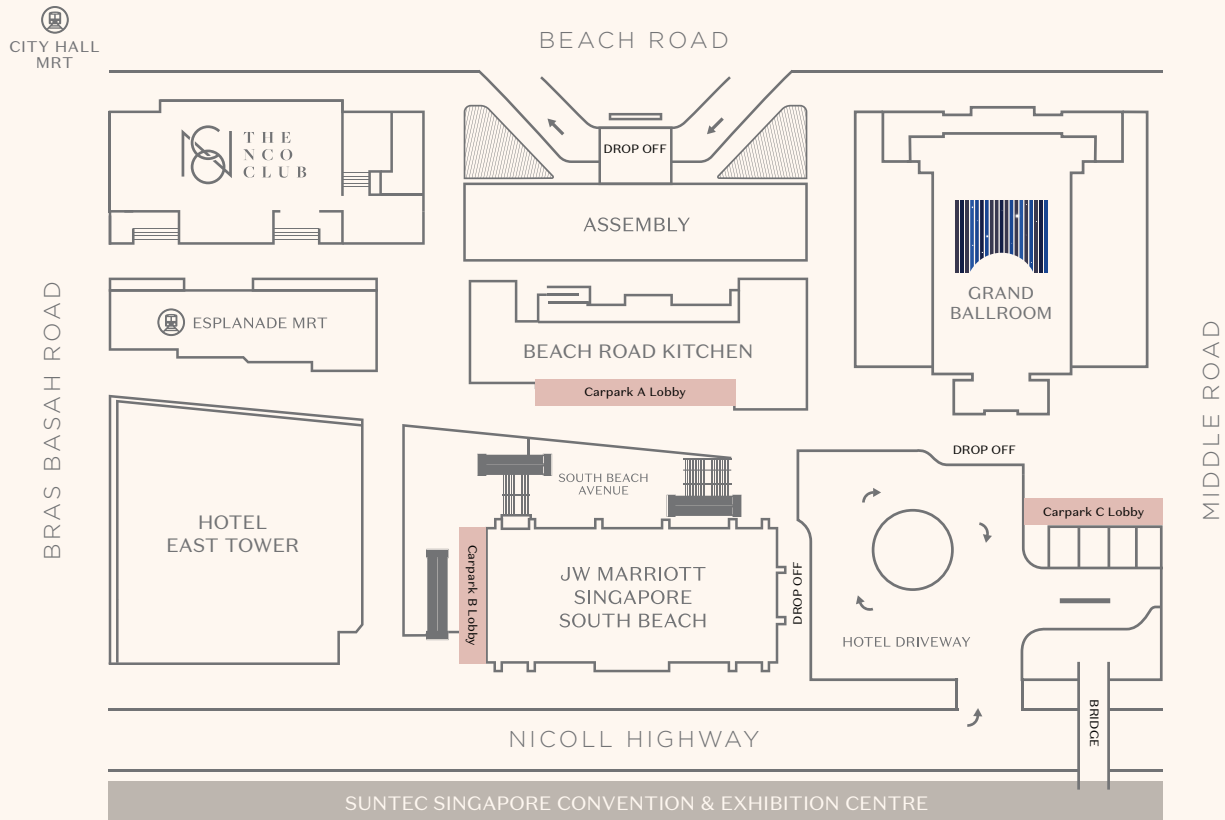 CITY HALL
MRT
BEACH ROAD
THE
NCO
CLUB
DROP OFF
ASSEMBLY
GRAND
BALLROOM
BRAS BASAH ROAD
ESPLANADE MRT
BEACH ROAD KITCHEN
Carpark A Lobby
MIDDLE ROAD
DROP OFF
SOUTH BEACH
AVENUE
Carpark C Lobby
HOTEL
EAST TOWER
Carpark B Lobby
JW MARRIOTT
SINGAPORE
SOUTH BEACH
DROP OFF
HOTEL DRIVEWAY
BRIDGE
NICOLL HIGHWAY
SUNTEC SINGAPORE CONVENTION & EXHIBITION CENTRE